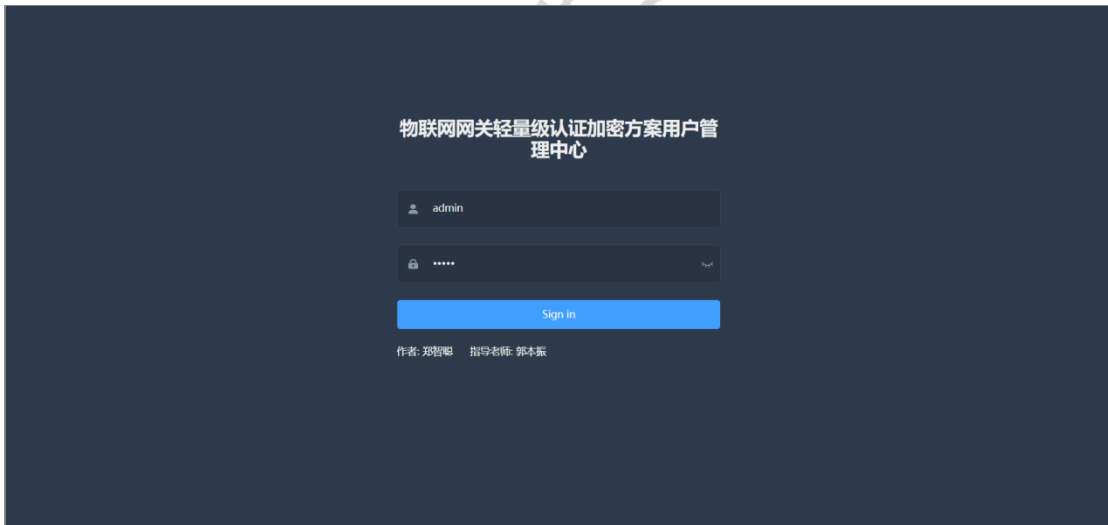 物联网网关轻量级认证加密方案用户管
理中心
admin
•••••
Sign in
作者: 郑智聪 指导老师: 郭本振